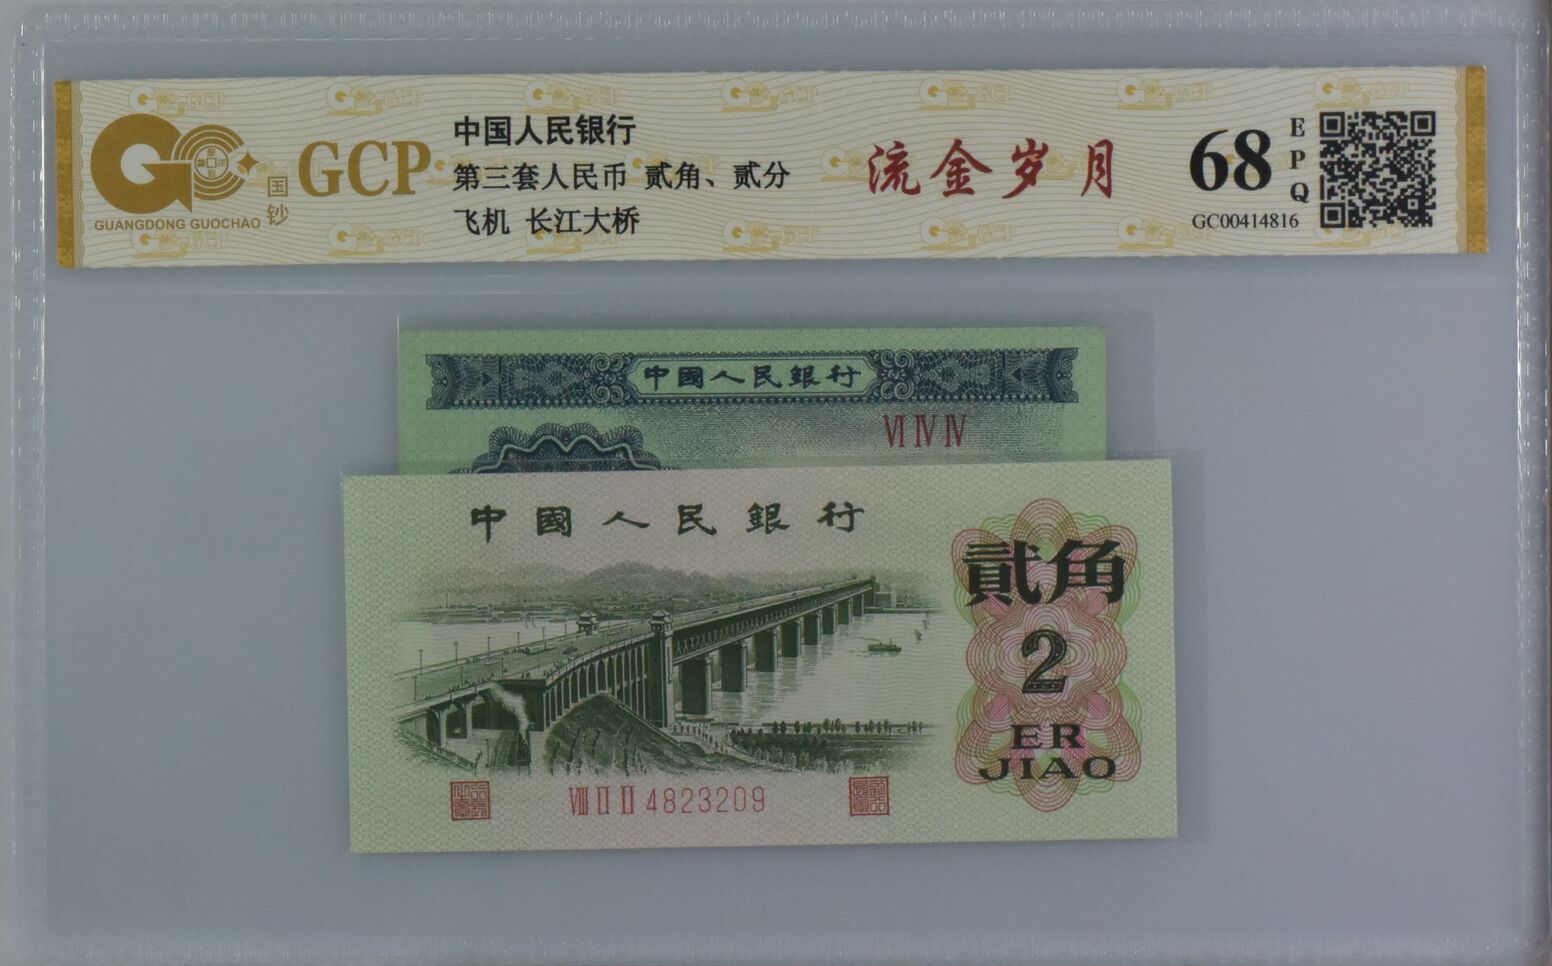 GCP
国钞
GUANGDONG GUOCHAO
中国人民银行
第三套人民币 贰角、贰分
飞机 长江大桥
流金岁月
68
EPQ
GC00414816
中國人民銀行
Ⅵ Ⅳ Ⅳ
中國人民銀行
貳角
2
ER
JIAO
Ⅷ Ⅱ Ⅱ 4823209